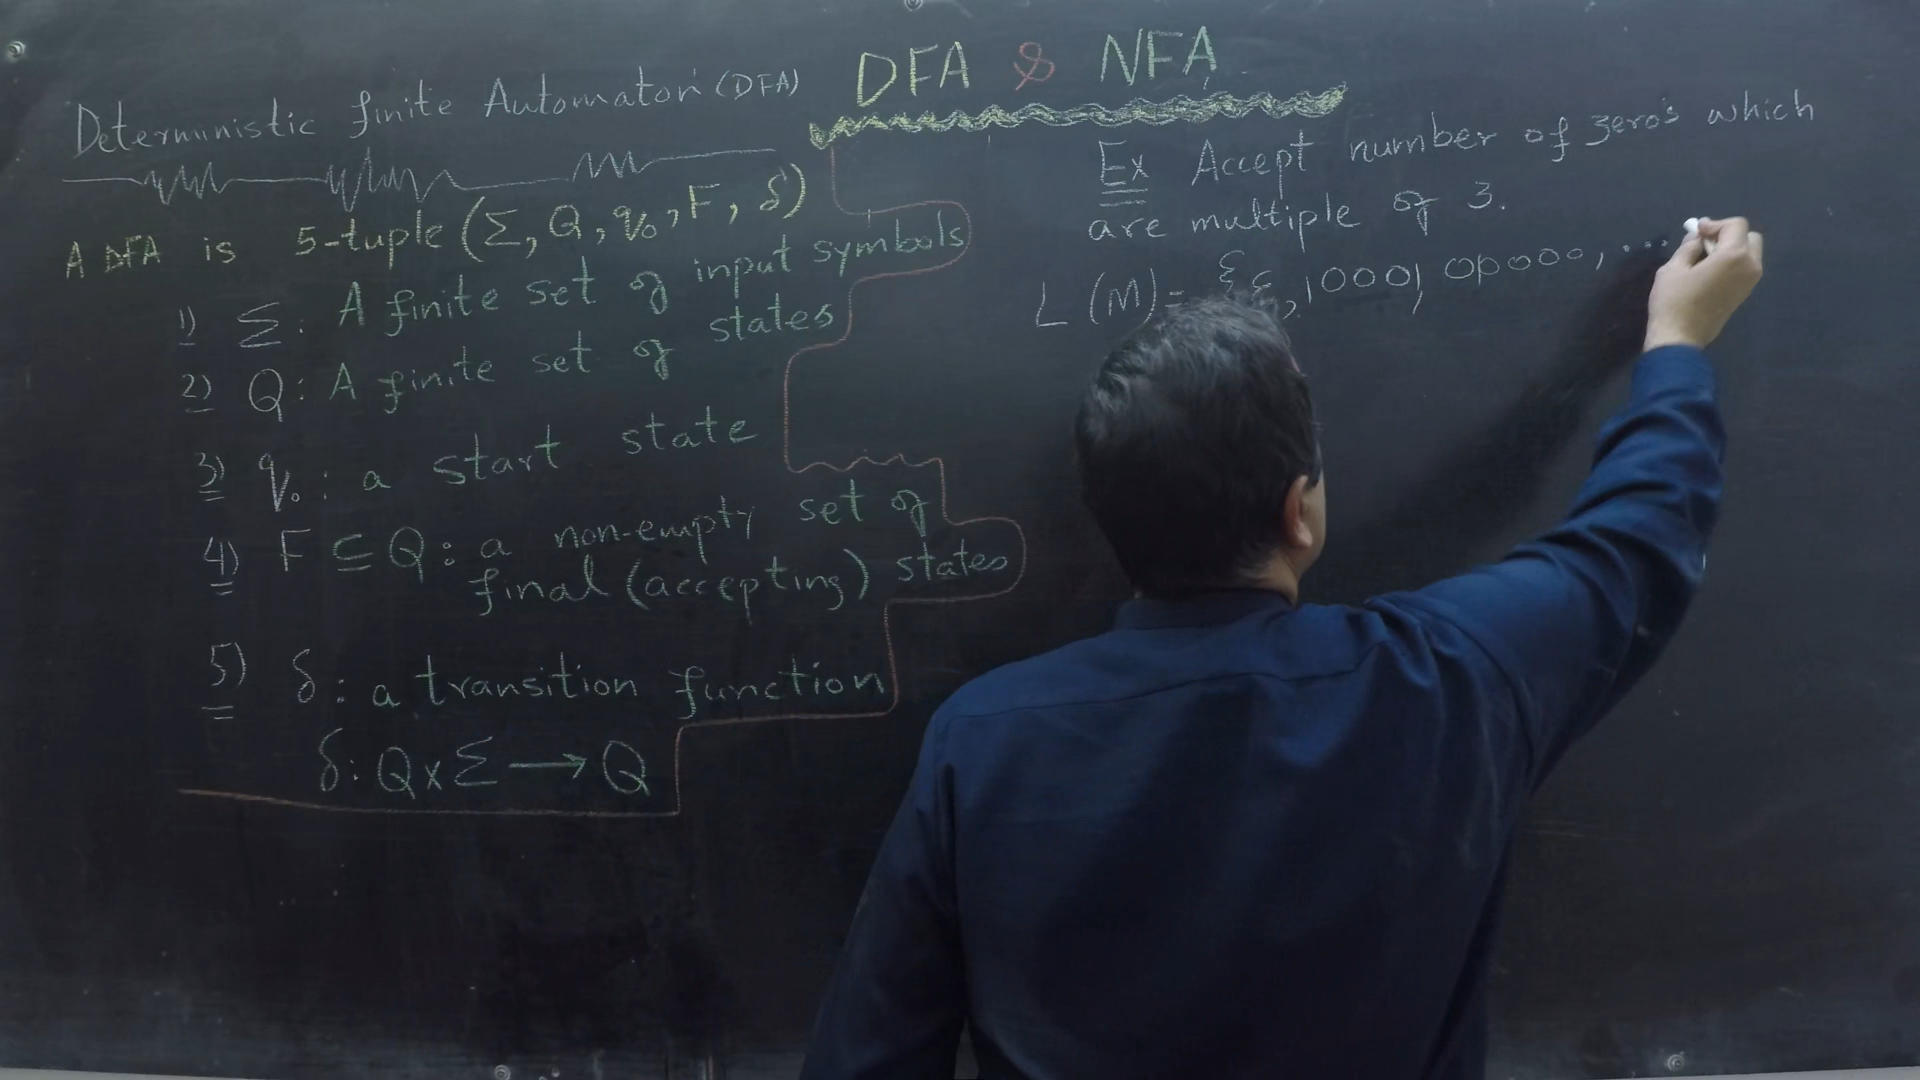 DFA & NFA
Deterministic finite Automaton (DFA)
A DFA is 5-tuple (Σ, Q, q₀, F, δ)
1) Σ: A finite set of input symbols
2) Q: A finite set of states
3) q₀: a start state
4) F ⊆ Q: a non-empty set of
final (accepting) states
5) δ: a transition function
δ: Q x Σ → Q
Ex Accept number of zero's which
are multiple of 3.
L (M) = { ε, 10001, 000000, ...